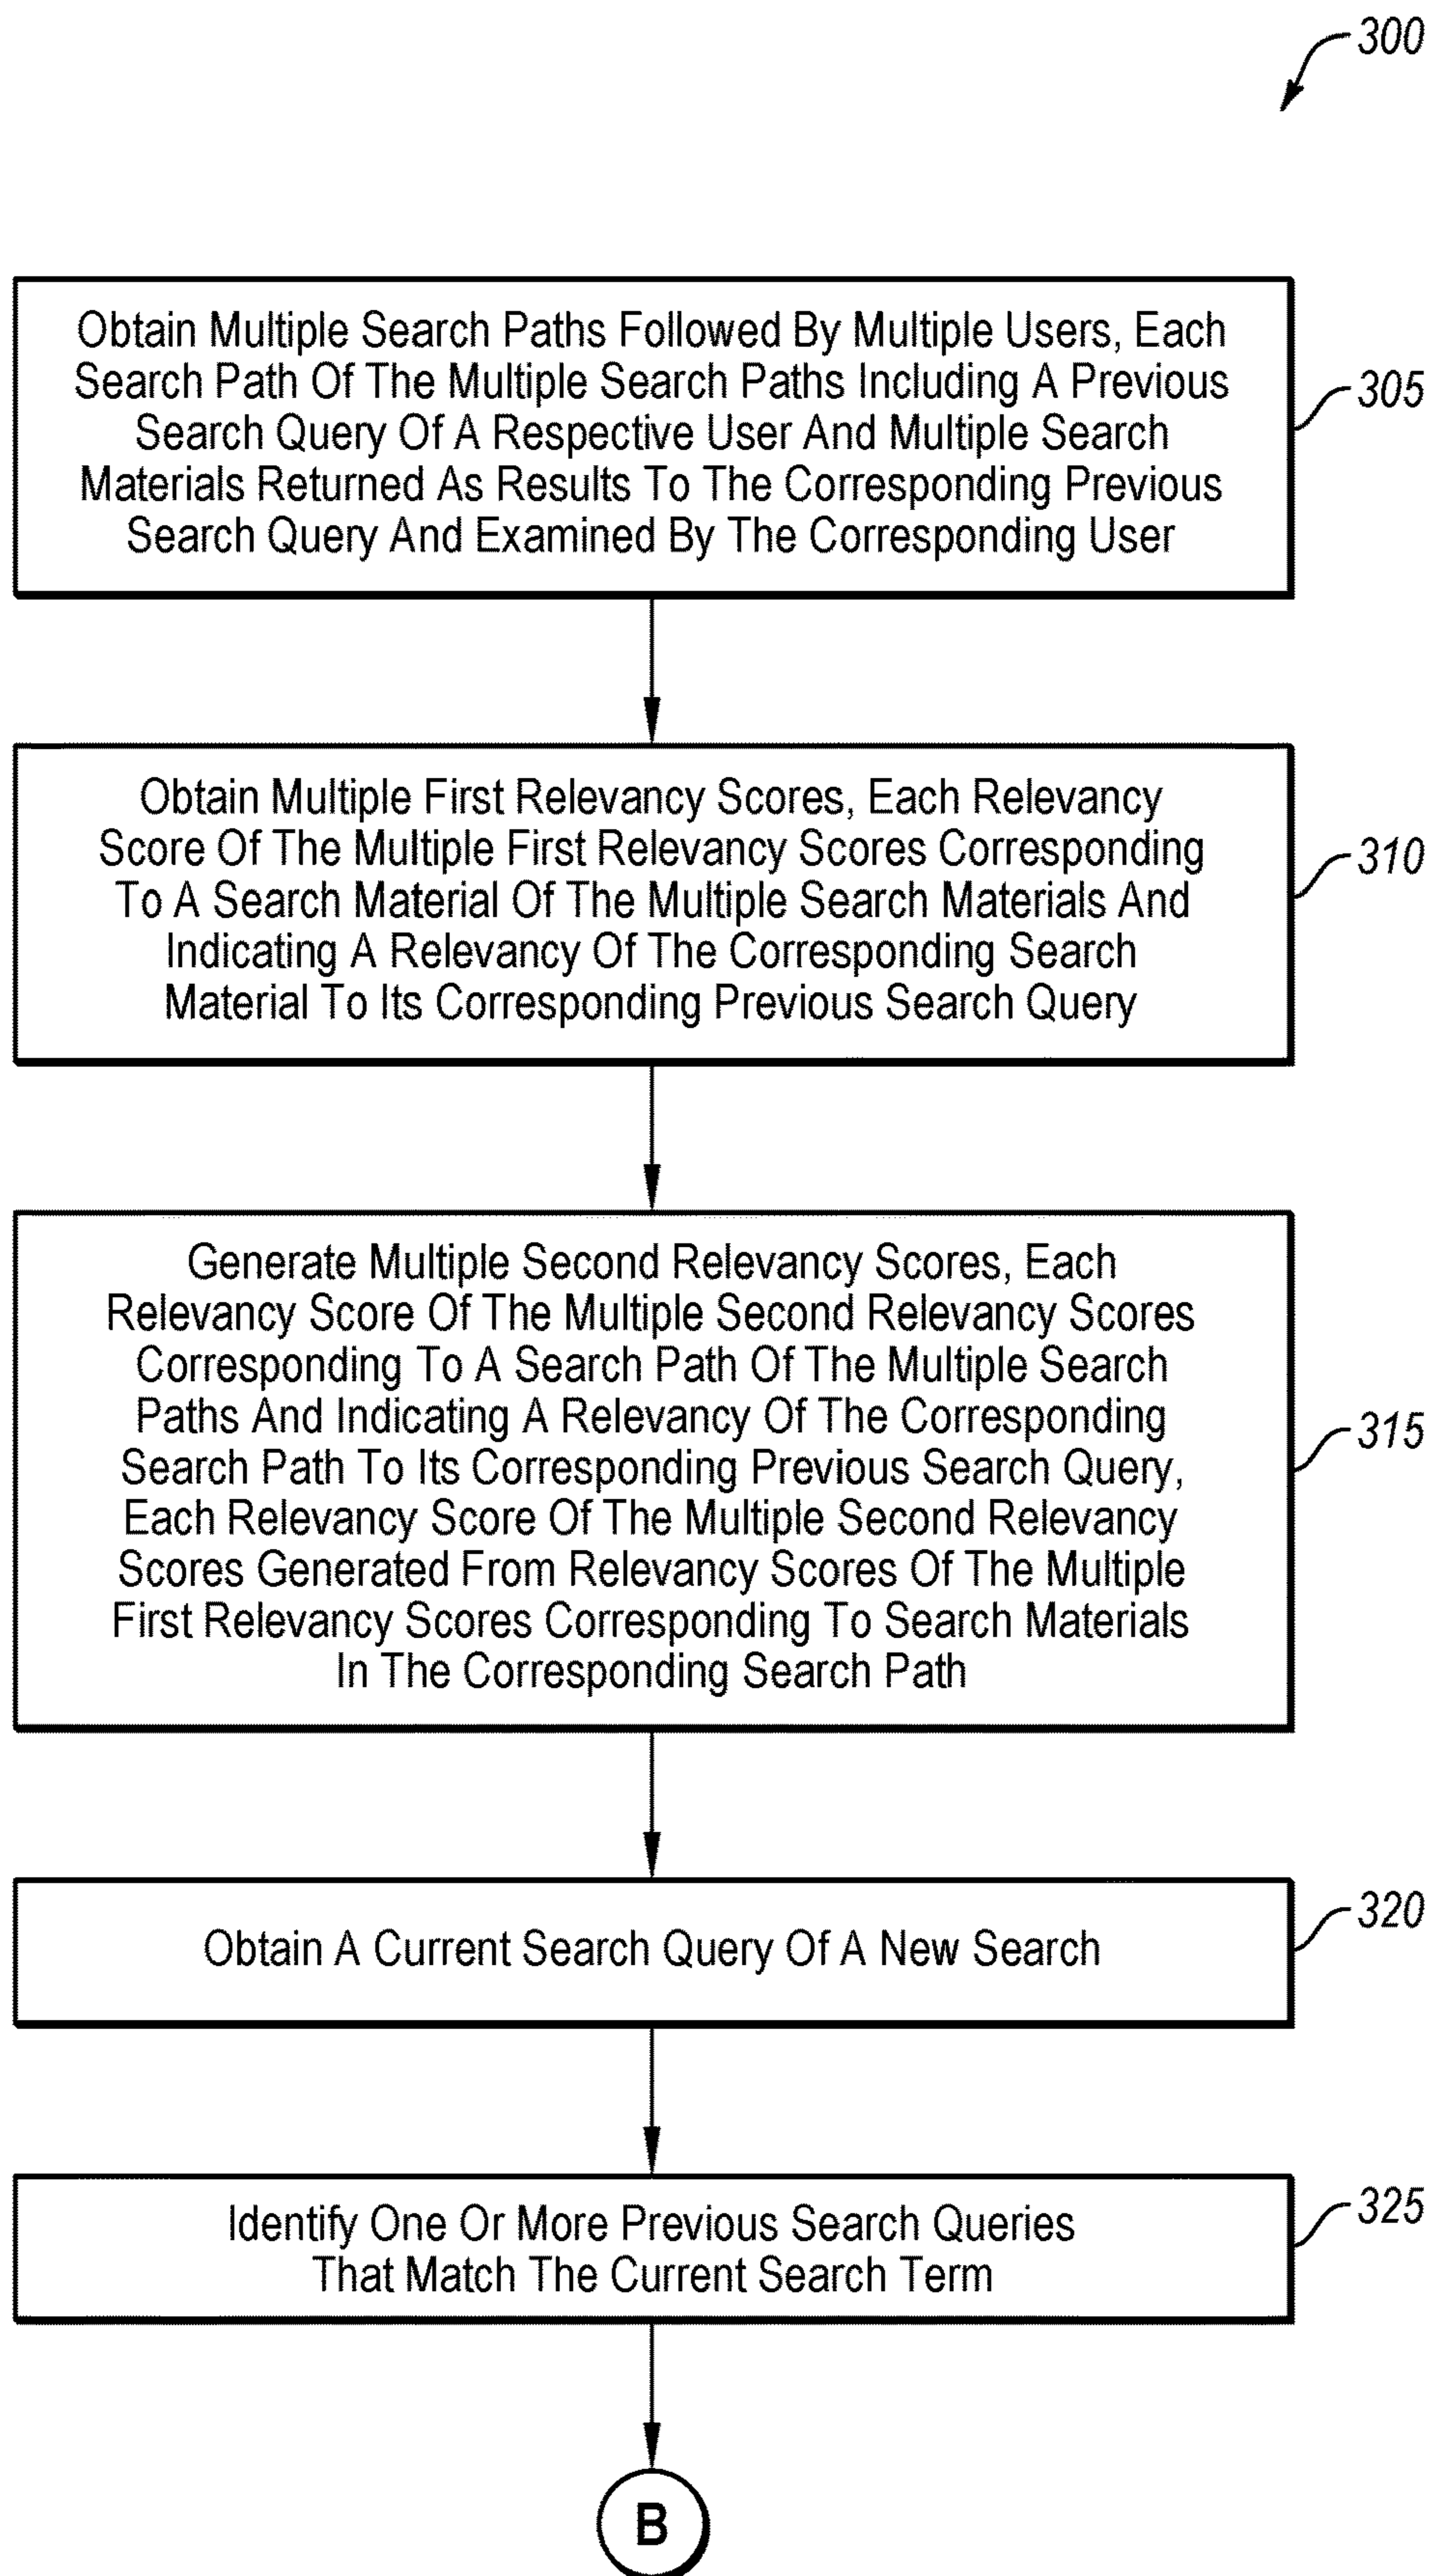 300
Obtain Multiple Search Paths Followed By Multiple Users, Each
Search Path Of The Multiple Search Paths Including A Previous
Search Query Of A Respective User And Multiple Search
Materials Returned As Results To The Corresponding Previous
Search Query And Examined By The Corresponding User
305
Obtain Multiple First Relevancy Scores, Each Relevancy
Score Of The Multiple First Relevancy Scores Corresponding
To A Search Material Of The Multiple Search Materials And
Indicating A Relevancy Of The Corresponding Search
Material To Its Corresponding Previous Search Query
310
Generate Multiple Second Relevancy Scores, Each
Relevancy Score Of The Multiple Second Relevancy Scores
Corresponding To A Search Path Of The Multiple Search
Paths And Indicating A Relevancy Of The Corresponding
Search Path To Its Corresponding Previous Search Query,
Each Relevancy Score Of The Multiple Second Relevancy
Scores Generated From Relevancy Scores Of The Multiple
First Relevancy Scores Corresponding To Search Materials
In The Corresponding Search Path
315
Obtain A Current Search Query Of A New Search
320
Identify One Or More Previous Search Queries
That Match The Current Search Term
325
B